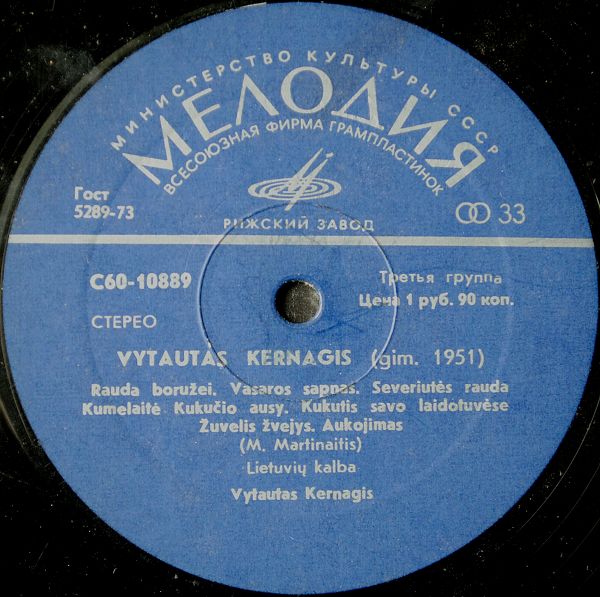 МИНИСТЕРСТВО КУЛЬТУРЫ СССР
МЕЛОДИЯ
ВСЕСОЮЗНАЯ ФИРМА ГРАМПЛАСТИНОК
Гост
5289-73
РИЖСКИЙ ЗАВОД
33
С60-10889
Третья группа
Цена 1 руб. 90 коп.
СТЕРЕО
VYTAUTAS KERNAGIS (gim. 1951)
Rauda boružei. Vasaros sapnas. Severiutės rauda
Kumelaitė Kukučio ausy. Kukutis savo laidotuvėse
Žuvelis žvejys. Aukojimas
(M. Martinaitis)
Lietuvių kalba
Vytautas Kernagis